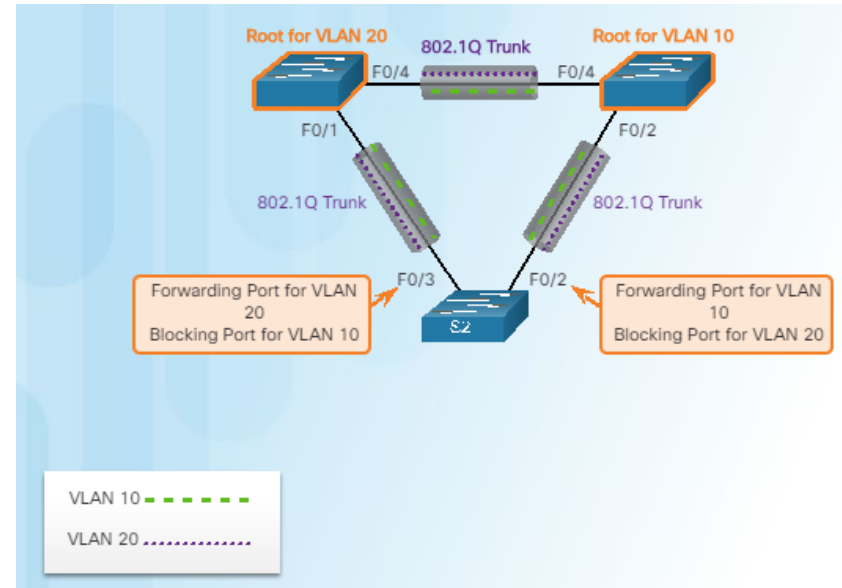 Root for VLAN 20
802.1Q Trunk
Root for VLAN 10
F0/4
F0/4
F0/1
F0/2
802.1Q Trunk
802.1Q Trunk
F0/3
F0/2
Forwarding Port for VLAN
20
Blocking Port for VLAN 10
Forwarding Port for VLAN
10
Blocking Port for VLAN 20
S2
VLAN 10
VLAN 20